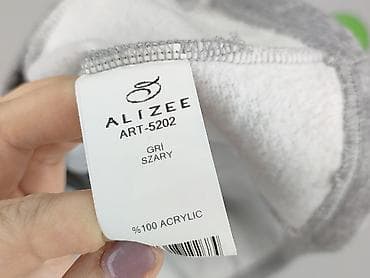 ALIZEE
ART-5202
GRİ
SZARY
%100 ACRYLIC